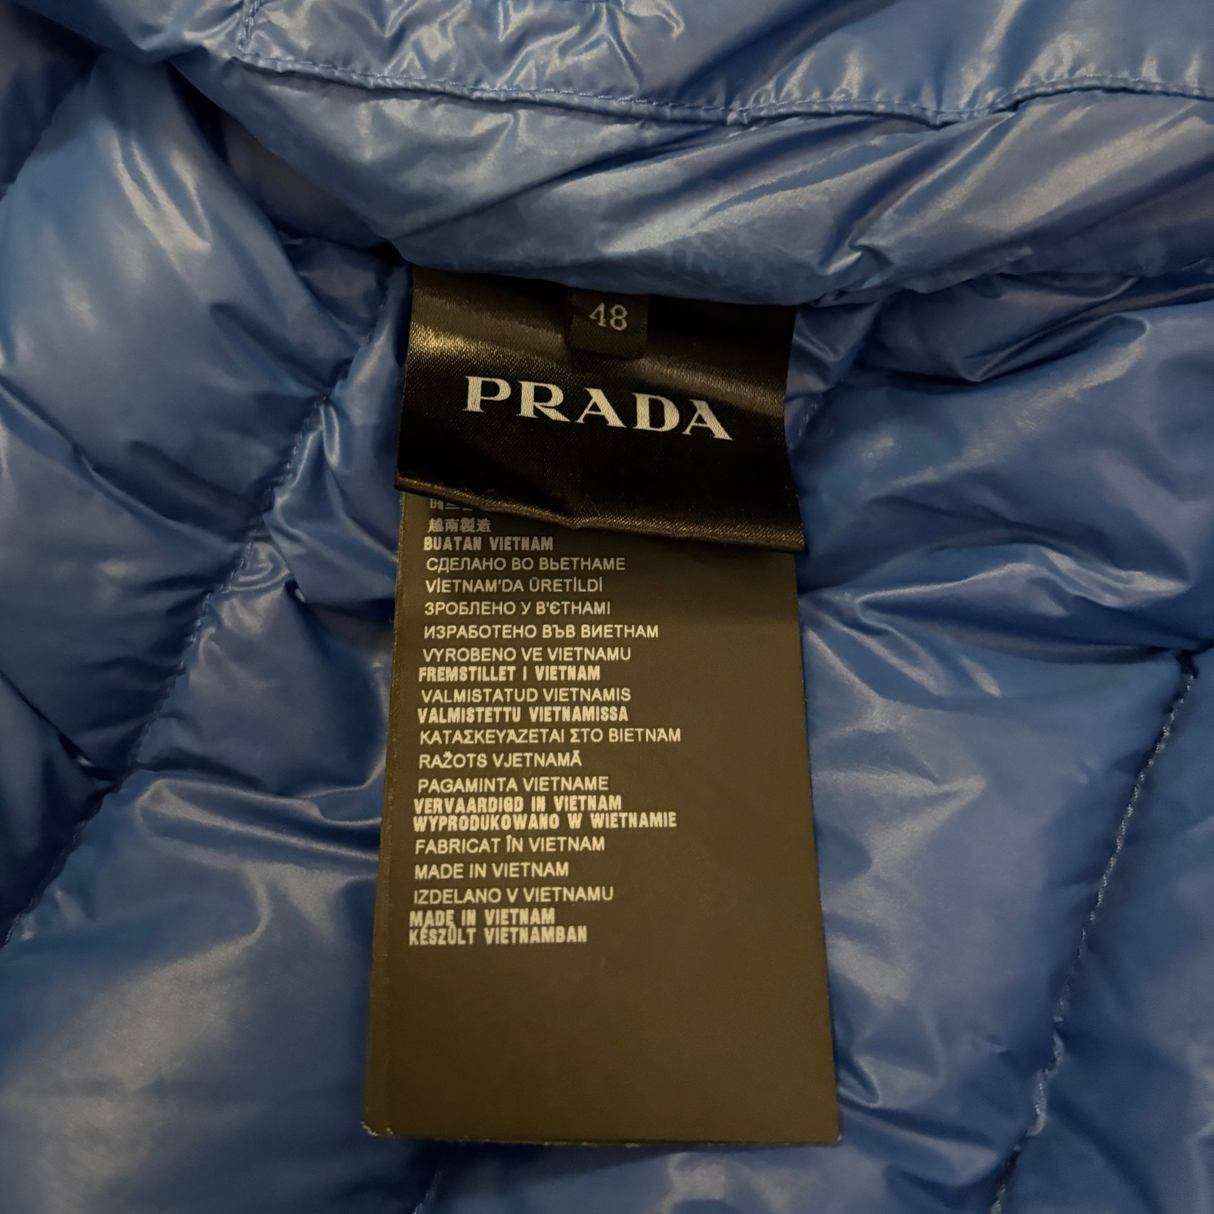 48
PRADA
越南製造
BUATAN VIETNAM
СДЕЛАНО ВО ВЬЕТНАМЕ
VİETNAM'DA ÜRETİLDİ
ЗРОБЛЕНО У В'ЄТНАМІ
ИЗРАБОТЕНО ВЪВ ВИЕТНАМ
VYROBENO VE VIETNAMU
FREMSTILLET I VIETNAM
VALMISTATUD VIETNAMIS
VALMISTETTU VIETNAMISSA
ΚΑΤΑΣΚΕΥΆΖΕΤΑΙ ΣΤΟ ΒΙΕΤΝΆΜ
RAŽOTS VJETNAMĀ
PAGAMINTA VIETNAME
VERVAARDIGD IN VIETNAM
WYPRODUKOWANO W WIETNAMIE
FABRICAT ÎN VIETNAM
MADE IN VIETNAM
IZDELANO V VIETNAMU
MADE IN VIETNAM
KÉSZÜLT VIETNAMBAN